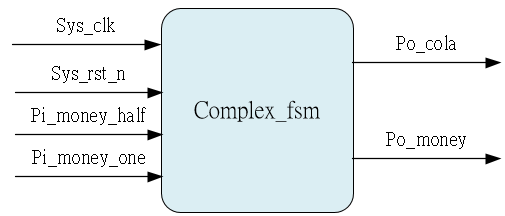 Sys_clk
Sys_rst_n
Pi_money_half
Pi_money_one
Complex_fsm
Po_cola
Po_money